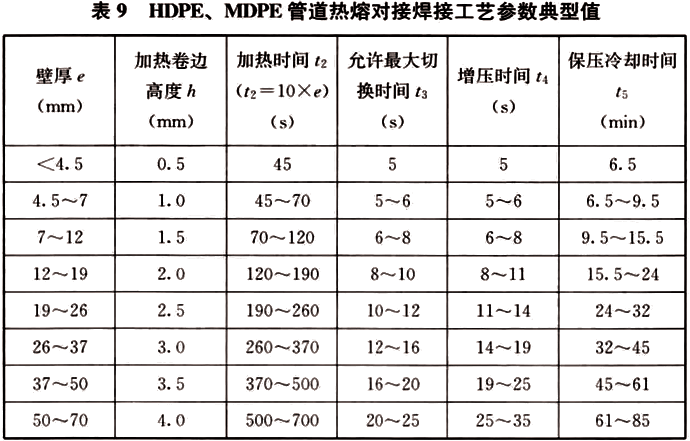 表 9 HDPE、MDPE 管道热熔对接焊接工艺参数典型值
壁厚 e (mm) 加热卷边高度 h (mm) 加热时间 t₂ (t₂=10×e) (s) 允许最大切换时间 t₃ (s) 增压时间 t₄ (s) 保压冷却时间 t₅ (min)
<4.5 0.5 45 5 5 6.5
4.5～7 1.0 45～70 5～6 5～6 6.5～9.5
7～12 1.5 70～120 6～8 6～8 9.5～15.5
12～19 2.0 120～190 8～10 8～11 15.5～24
19～26 2.5 190～260 10～12 11～14 24～32
26～37 3.0 260～370 12～16 14～19 32～45
37～50 3.5 370～500 16～20 19～25 45～61
50～70 4.0 500～700 20～25 25～35 61～85